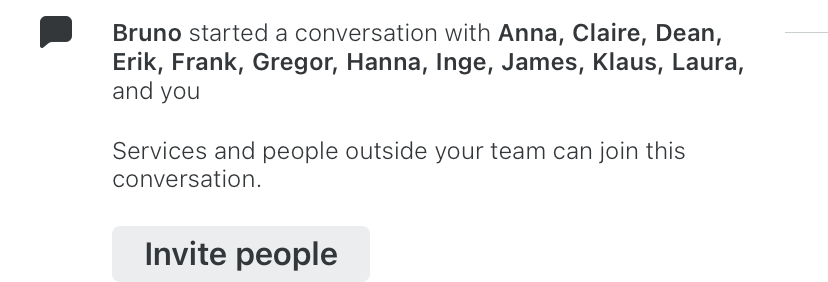 Bruno started a conversation with Anna, Claire, Dean,
Erik, Frank, Gregor, Hanna, Inge, James, Klaus, Laura,
and you
Services and people outside your team can join this
conversation.
Invite people